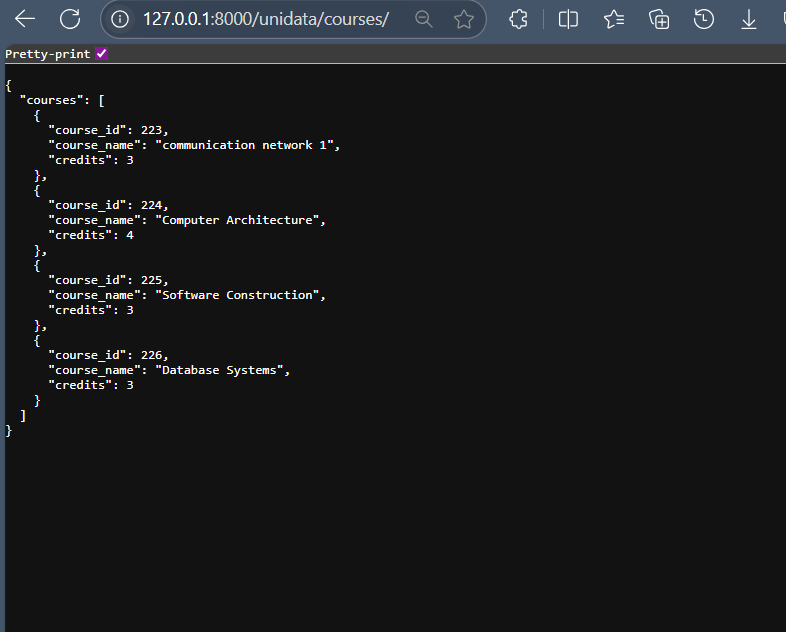 127.0.0.1:8000/unidata/courses/
Pretty-print
{
  "courses": [
    {
      "course_id": 223,
      "course_name": "communication network 1",
      "credits": 3
    },
    {
      "course_id": 224,
      "course_name": "Computer Architecture",
      "credits": 4
    },
    {
      "course_id": 225,
      "course_name": "Software Construction",
      "credits": 3
    },
    {
      "course_id": 226,
      "course_name": "Database Systems",
      "credits": 3
    }
  ]
}